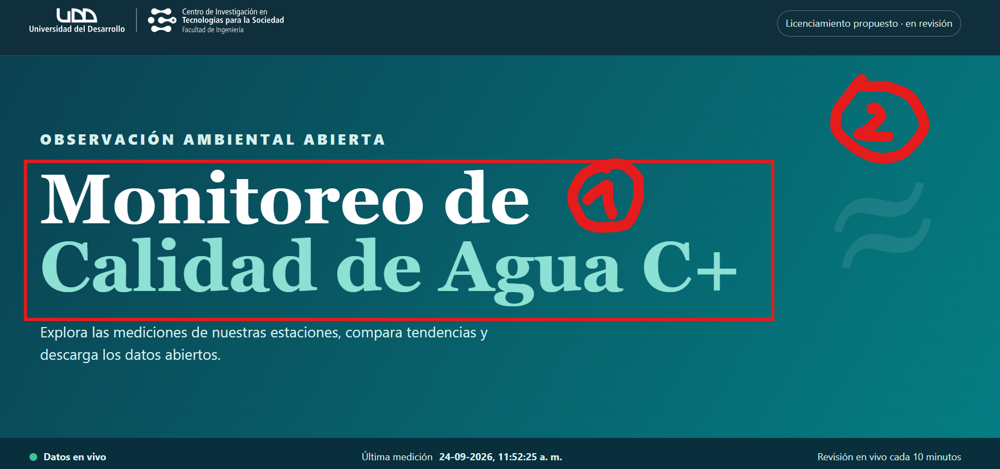 UDD
Universidad del Desarrollo
Centro de Investigación en
Tecnologías para la Sociedad
Facultad de Ingeniería
Licenciamiento propuesto · en revisión
2
OBSERVACIÓN AMBIENTAL ABIERTA
Monitoreo de
1
Calidad de Agua C+
Explora las mediciones de nuestras estaciones, compara tendencias y
descarga los datos abiertos.
Datos en vivo
Última medición 24-09-2026, 11:52:25 a. m.
Revisión en vivo cada 10 minutos